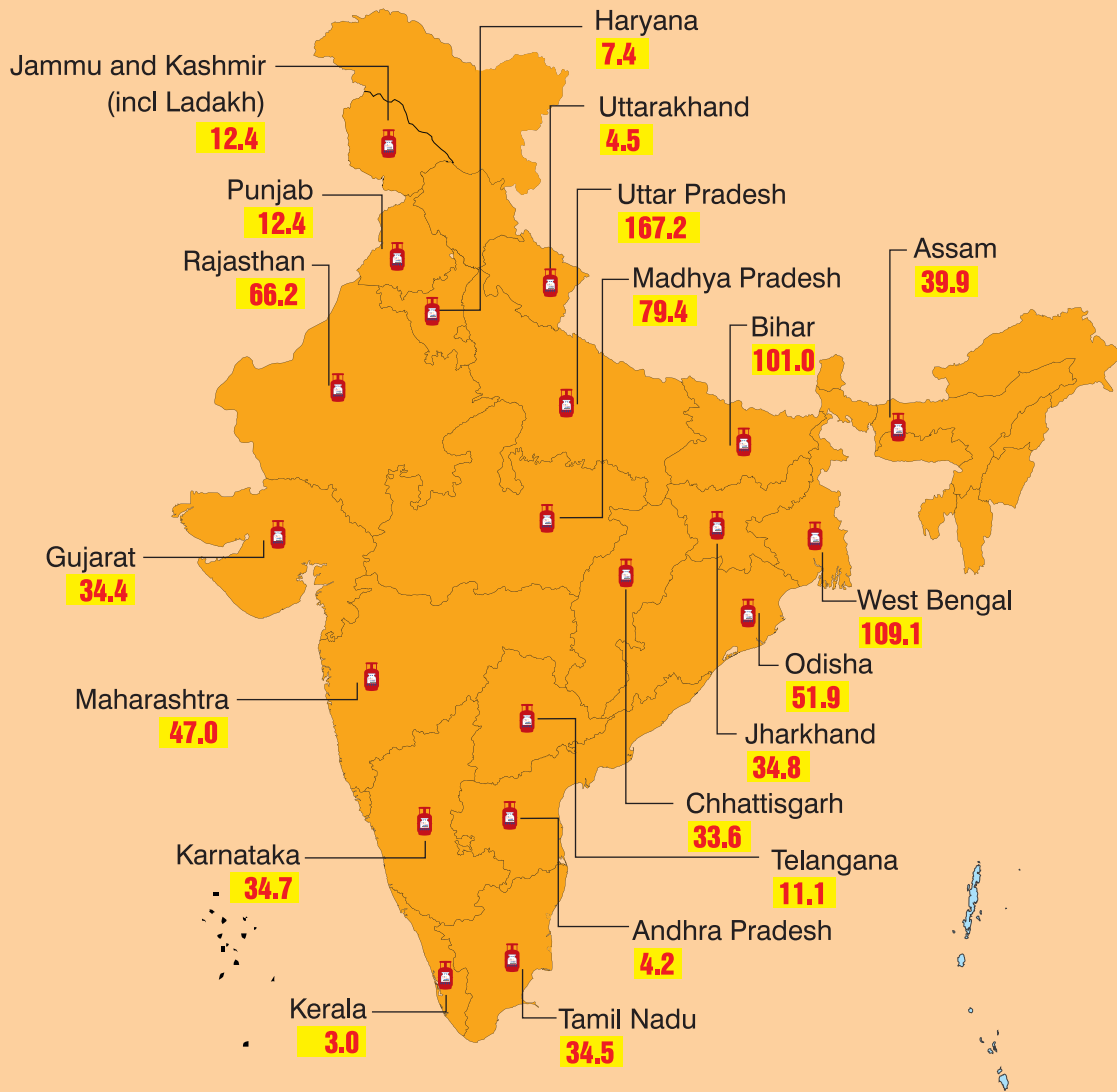 Haryana
7.4
Jammu and Kashmir
(incl Ladakh)
12.4
Uttarakhand
4.5
Punjab
12.4
Uttar Pradesh
167.2
Rajasthan
66.2
Madhya Pradesh
79.4
Assam
39.9
Bihar
101.0
Gujarat
34.4
West Bengal
109.1
Odisha
51.9
Maharashtra
47.0
Jharkhand
34.8
Chhattisgarh
33.6
Karnataka
34.7
Telangana
11.1
Andhra Pradesh
4.2
Kerala
3.0
Tamil Nadu
34.5